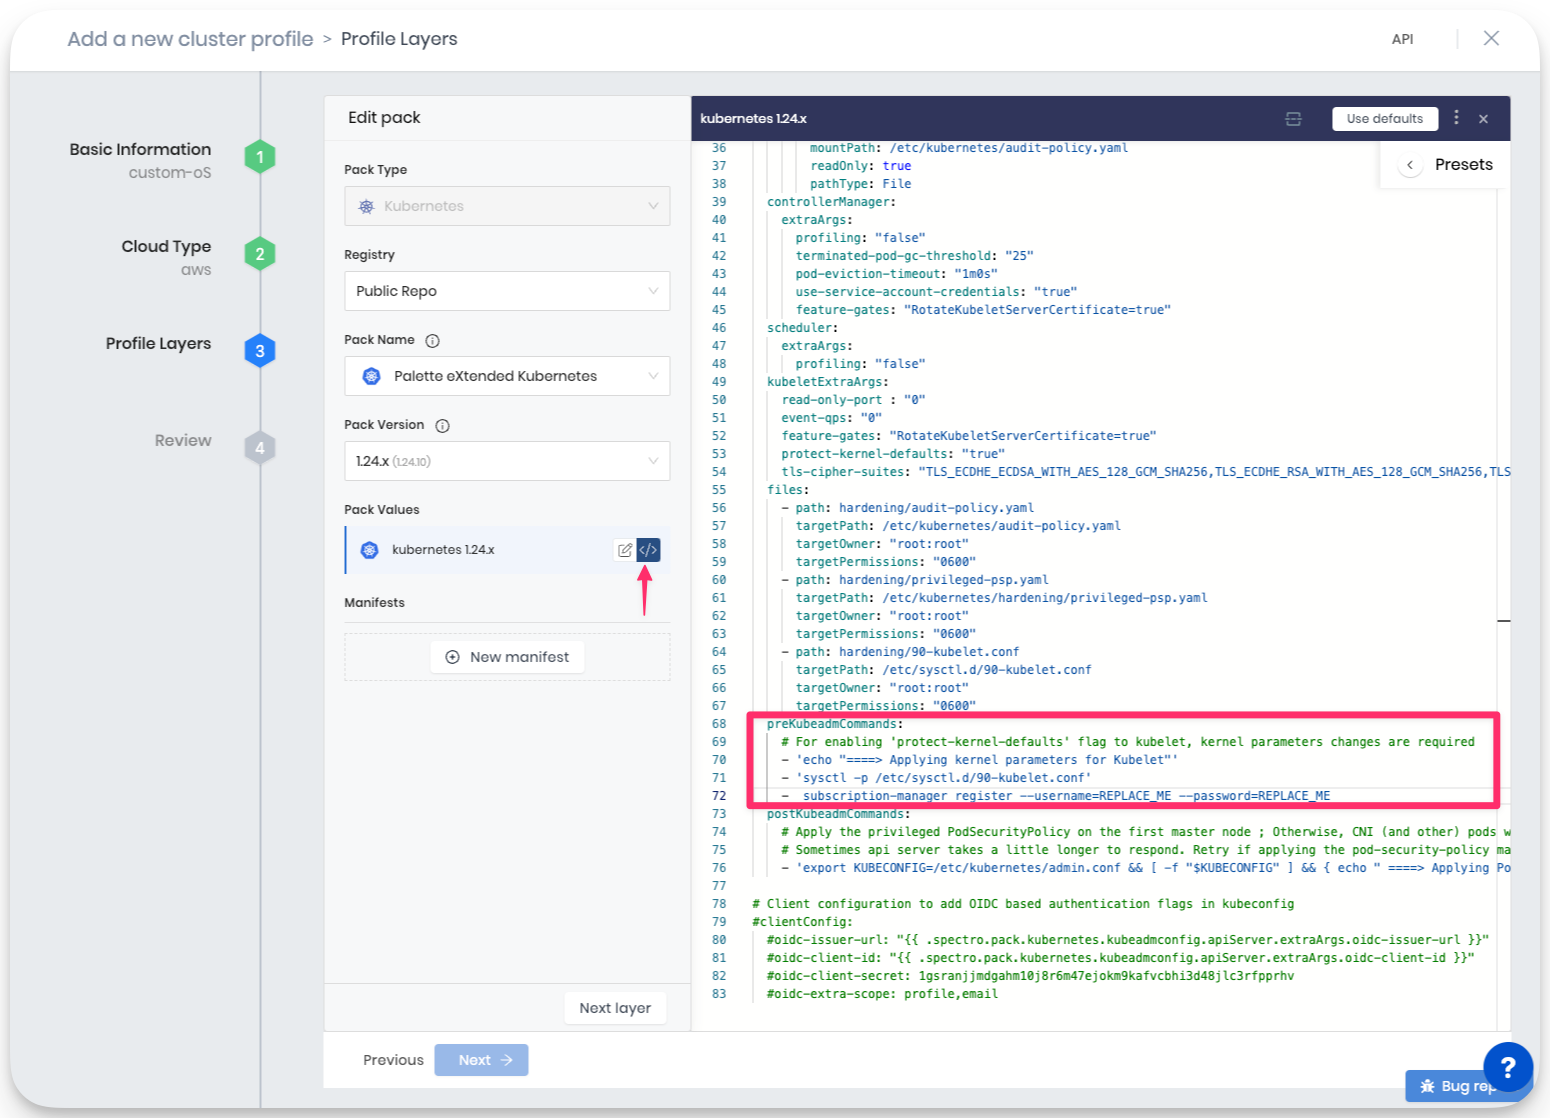 Add a new cluster profile > Profile Layers
API
Basic Information
custom-oS
1
Cloud Type
aws
2
Profile Layers
3
Review
4
Edit pack
Pack Type
Kubernetes
Registry
Public Repo
Pack Name
Palette eXtended Kubernetes
Pack Version
1.24.x (1.24.10)
Pack Values
kubernetes 1.24.x
</>
Manifests
New manifest
Next layer
kubernetes 1.24.x
Use defaults
Presets
36 mountPath: /etc/kubernetes/audit-policy.yaml
37 readOnly: true
38 pathType: File
39 controllerManager:
40 extraArgs:
41 profiling: "false"
42 terminated-pod-gc-threshold: "25"
43 pod-eviction-timeout: "1m0s"
44 use-service-account-credentials: "true"
45 feature-gates: "RotateKubeletServerCertificate=true"
46 scheduler:
47 extraArgs:
48 profiling: "false"
49 kubeletExtraArgs:
50 read-only-port : "0"
51 event-qps: "0"
52 feature-gates: "RotateKubeletServerCertificate=true"
53 protect-kernel-defaults: "true"
54 tls-cipher-suites: "TLS_ECDHE_ECDSA_WITH_AES_128_GCM_SHA256,TLS_ECDHE_RSA_WITH_AES_128_GCM_SHA256,TLS
55 files:
56 - path: hardening/audit-policy.yaml
57 targetPath: /etc/kubernetes/audit-policy.yaml
58 targetOwner: "root:root"
59 targetPermissions: "0600"
60 - path: hardening/privileged-psp.yaml
61 targetPath: /etc/kubernetes/hardening/privileged-psp.yaml
62 targetOwner: "root:root"
63 targetPermissions: "0600"
64 - path: hardening/90-kubelet.conf
65 targetPath: /etc/sysctl.d/90-kubelet.conf
66 targetOwner: "root:root"
67 targetPermissions: "0600"
68 preKubeadmCommands:
69 # For enabling 'protect-kernel-defaults' flag to kubelet, kernel parameters changes are required
70 - 'echo "====> Applying kernel parameters for Kubelet"'
71 - 'sysctl -p /etc/sysctl.d/90-kubelet.conf'
72 - subscription-manager register --username=REPLACE_ME --password=REPLACE_ME
73 postKubeadmCommands:
74 # Apply the privileged PodSecurityPolicy on the first master node ; Otherwise, CNI (and other) pods w
75 # Sometimes api server takes a little longer to respond. Retry if applying the pod-security-policy ma
76 - 'export KUBECONFIG=/etc/kubernetes/admin.conf && [ -f "$KUBECONFIG" ] && { echo " ====> Applying Po
77
78 # Client configuration to add OIDC based authentication flags in kubeconfig
79 #clientConfig:
80 #oidc-issuer-url: "{{ .spectro.pack.kubernetes.kubeadmconfig.apiServer.extraArgs.oidc-issuer-url }}"
81 #oidc-client-id: "{{ .spectro.pack.kubernetes.kubeadmconfig.apiServer.extraArgs.oidc-client-id }}"
82 #oidc-client-secret: 1gsranjjmdgahm10j8r6m47ejokm9kafvcbhi3d48jlc3rfpprhv
83 #oidc-extra-scope: profile,email
Previous
Next
?
Bug rep